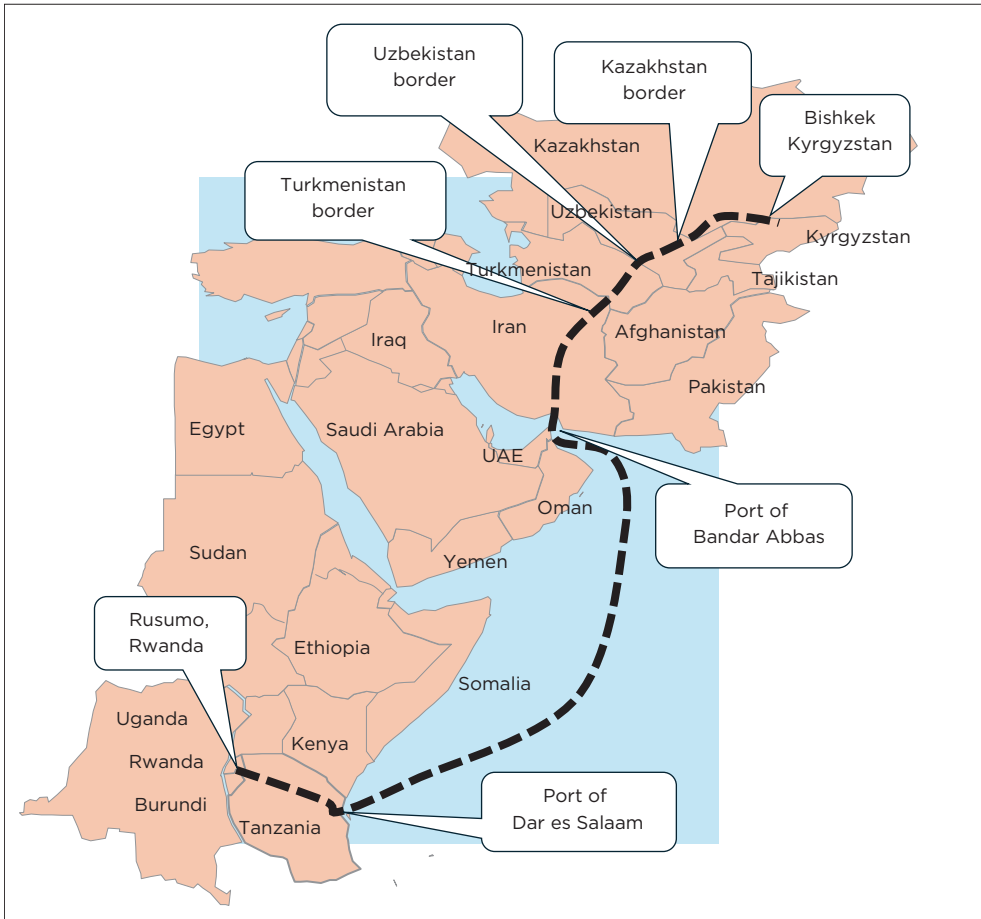 Uzbekistan
border
Kazakhstan
border
Bishkek
Kyrgyzstan
Turkmenistan
border
Kazakhstan
Uzbekistan
Kyrgyzstan
Turkmenistan
Tajikistan
Iran
Afghanistan
Iraq
Pakistan
Egypt
Saudi Arabia
UAE
Oman
Port of
Bandar Abbas
Sudan
Yemen
Rusumo,
Rwanda
Ethiopia
Somalia
Uganda
Kenya
Rwanda
Burundi
Tanzania
Port of
Dar es Salaam